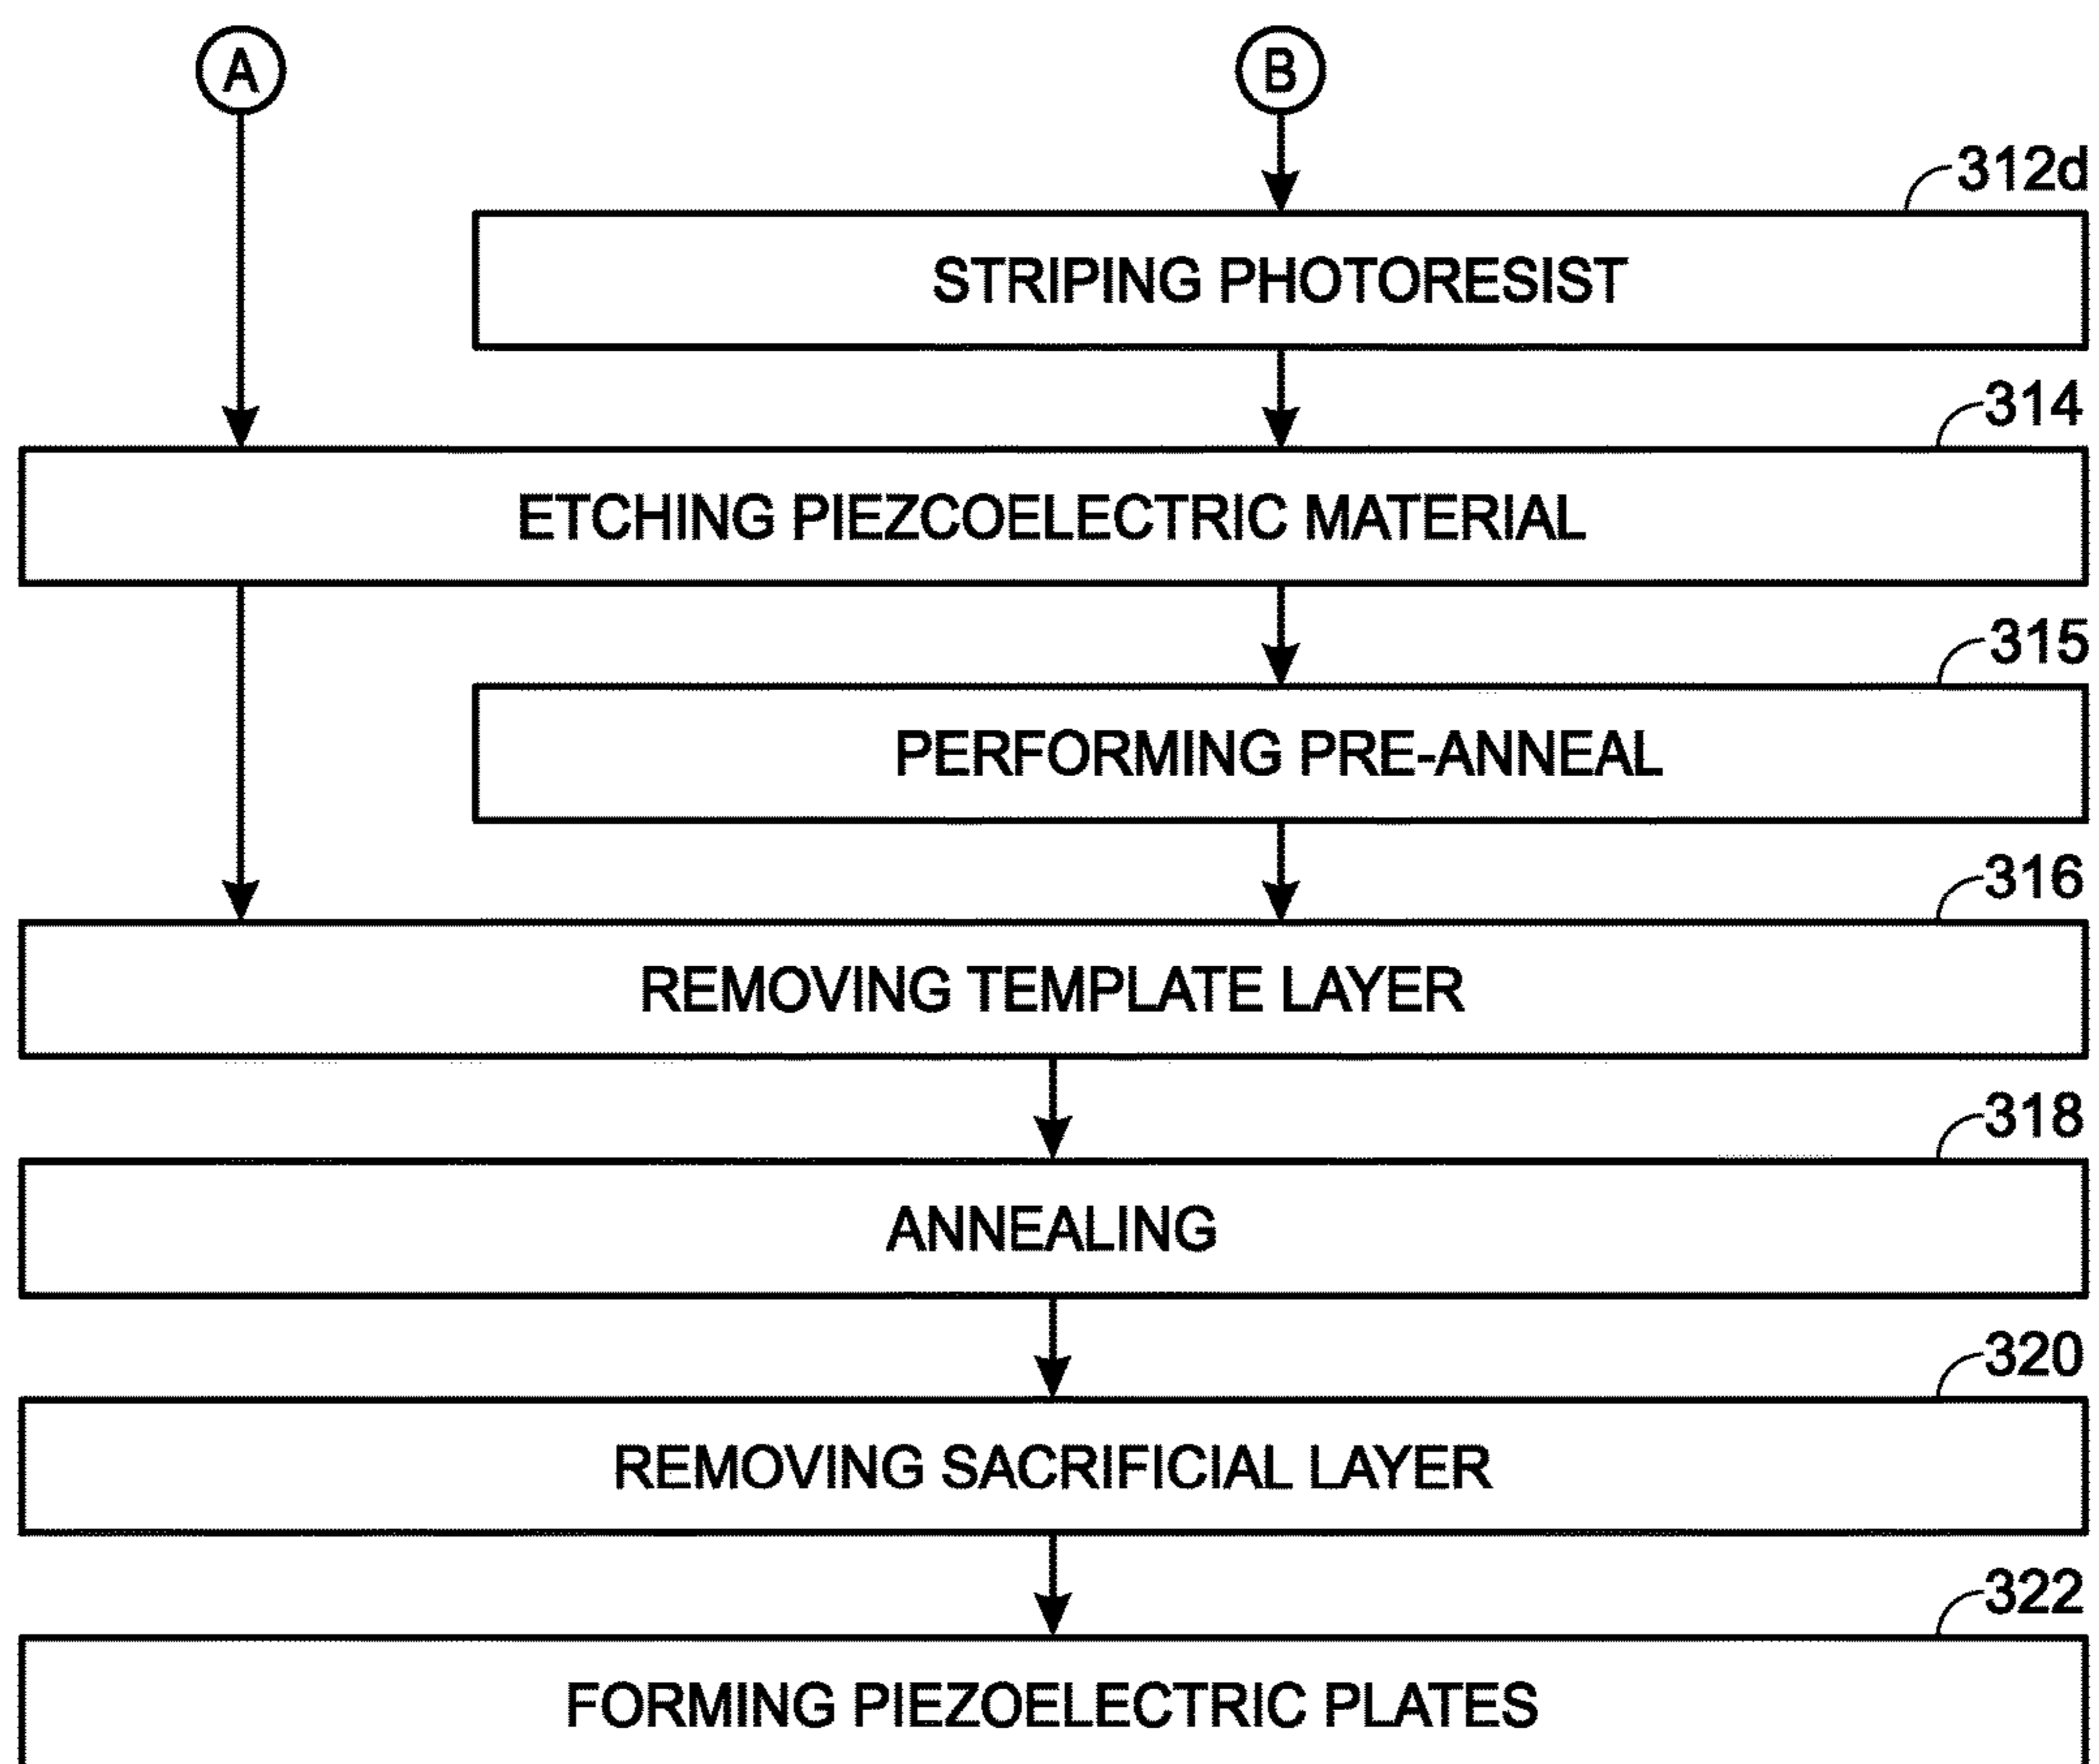 A
B
312d
STRIPING PHOTORESIST
314
ETCHING PIEZCOELECTRIC MATERIAL
315
PERFORMING PRE-ANNEAL
316
REMOVING TEMPLATE LAYER
318
ANNEALING
320
REMOVING SACRIFICIAL LAYER
322
FORMING PIEZOELECTRIC PLATES